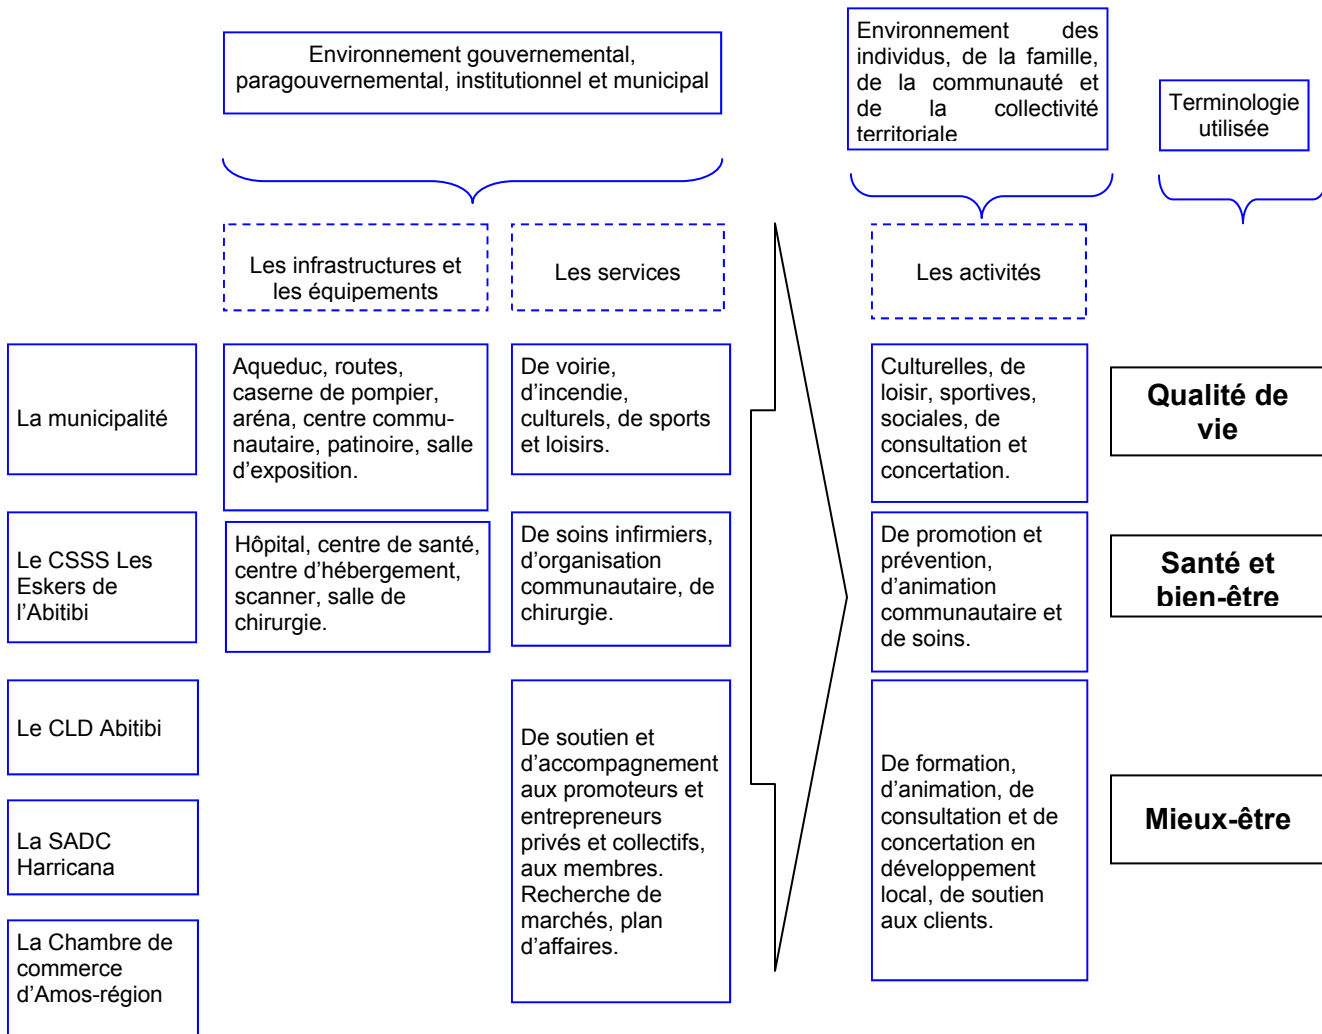 Environnement gouvernemental,
paragouvernemental, institutionnel et municipal
Environnement des
individus, de la famille,
de la communauté et
de la collectivité
territoriale
Terminologie
utilisée
Les infrastructures et
les équipements
Les services
Les activités
La municipalité
Aqueduc, routes,
caserne de pompier,
aréna, centre commu-
nautaire, patinoire, salle
d’exposition.
De voirie,
d’incendie,
culturels, de sports
et loisirs.
Culturelles, de
loisir, sportives,
sociales, de
consultation et
concertation.
Qualité de
vie
Le CSSS Les
Eskers de
l’Abitibi
Hôpital, centre de santé,
centre d’hébergement,
scanner, salle de
chirurgie.
De soins infirmiers,
d’organisation
communautaire, de
chirurgie.
De promotion et
prévention,
d’animation
communautaire et
de soins.
Santé et
bien-être
Le CLD Abitibi
La SADC
Harricana
La Chambre de
commerce
d’Amos-région
De soutien et
d’accompagnement
aux promoteurs et
entrepreneurs
privés et collectifs,
aux membres.
Recherche de
marchés, plan
d’affaires.
De formation,
d’animation, de
consultation et de
concertation en
développement
local, de soutien
aux clients.
Mieux-être